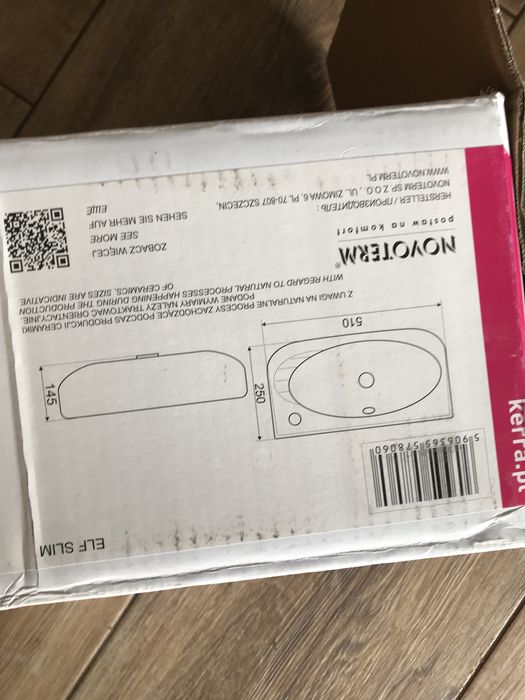 ELF SLIM
5 906365 578060
kerra.pl
145
250
510
Z UWAGI NA NATURALNE PROCESY ZACHODZĄCE PODCZAS PRODUKCJI CERAMIKI
PODANE WYMIARY NALEŻY TRAKTOWAĆ ORIENTACYJNIE.
WITH REGARD TO NATURAL PROCESSES HAPPENING DURING THE PRODUCTION
OF CERAMICS, SIZES ARE INDICATIVE.
NOVOTERM®
postaw na komfort
HERSTELLER / ПРОИЗВОДИТЕЛЬ :
NOVOTERM SP. Z O.O., UL. ZIMOWA 6, PL 70-807 SZCZECIN,
WWW.NOVOTERM.PL
ZOBACZ WIĘCEJ
SEE MORE
SEHEN SIE MEHR AUF
ЕЩЕ